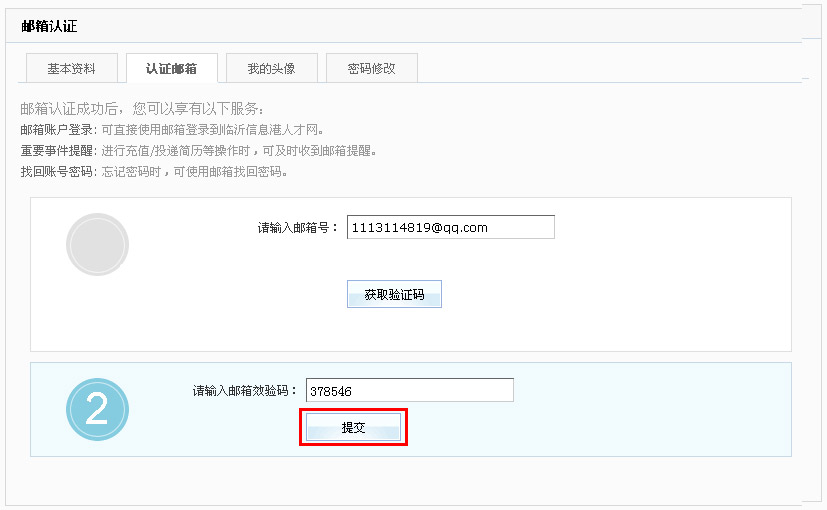 邮箱认证
基本资料 认证邮箱 我的头像 密码修改
邮箱认证成功后，您可以享有以下服务：
邮箱账户登录: 可直接使用邮箱登录到临沂信息港人才网。
重要事件提醒: 进行充值/投递简历等操作时，可及时收到邮箱提醒。
找回账号密码: 忘记密码时，可使用邮箱找回密码。
请输入邮箱号： 1113114819@qq.com
获取验证码
2 请输入邮箱效验码： 378546
提交